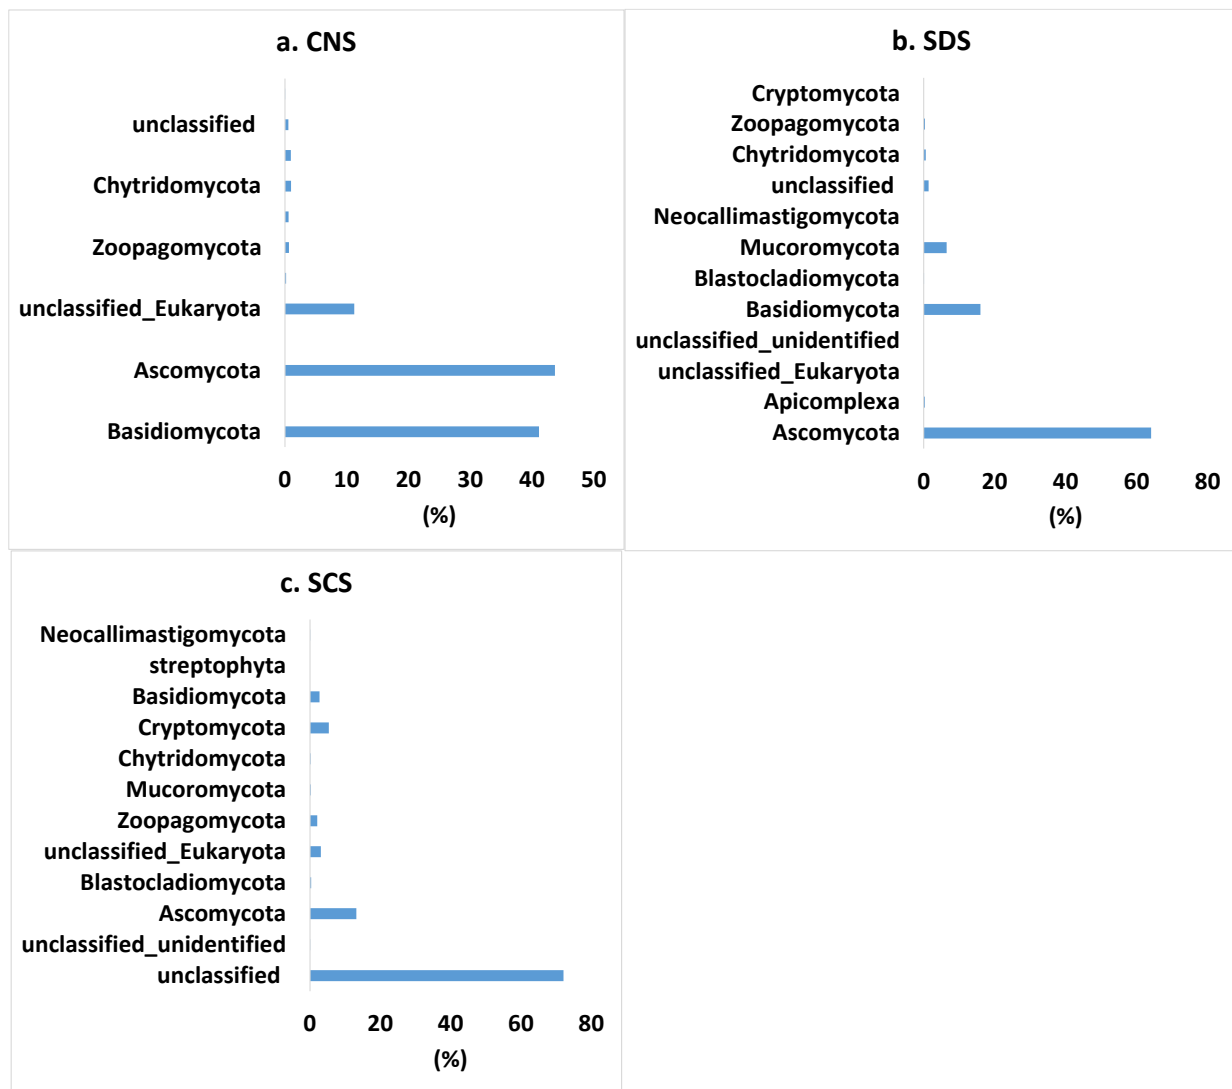 a. CNS
unclassified
Chytridomycota
Zoopagomycota
unclassified_Eukaryota
Ascomycota
Basidiomycota
0 10 20 30 40 50
(%)
b. SDS
Cryptomycota
Zoopagomycota
Chytridomycota
unclassified
Neocallimastigomycota
Mucoromycota
Blastocladiomycota
Basidiomycota
unclassified_unidentified
unclassified_Eukaryota
Apicomplexa
Ascomycota
0 20 40 60 80
(%)
c. SCS
Neocallimastigomycota
streptophyta
Basidiomycota
Cryptomycota
Chytridomycota
Mucoromycota
Zoopagomycota
unclassified_Eukaryota
Blastocladiomycota
Ascomycota
unclassified_unidentified
unclassified
0 20 40 60 80
(%)